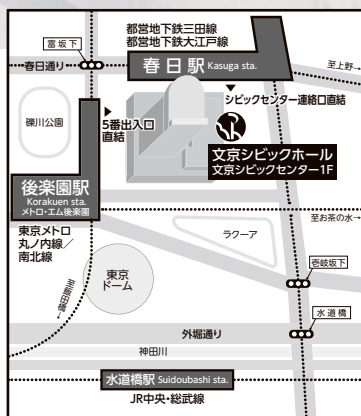 都営地下鉄三田線
都営地下鉄大江戸線
富坂下
春日通り
春日駅 Kasuga sta.
至上野→
シビックセンター連絡口直結
礫川公園
5番出入口
直結
文京シビックホール
文京シビックセンター1F
後楽園駅
Korakuen sta.
メトロ・エム後楽園
至お茶の水→
東京メトロ
丸ノ内線／
南北線
ラクーア
壱岐坂下
東京
ドーム
←至飯田橋
水道橋
外堀通り
神田川
水道橋駅 Suidoubashi sta.
JR中央・総武線